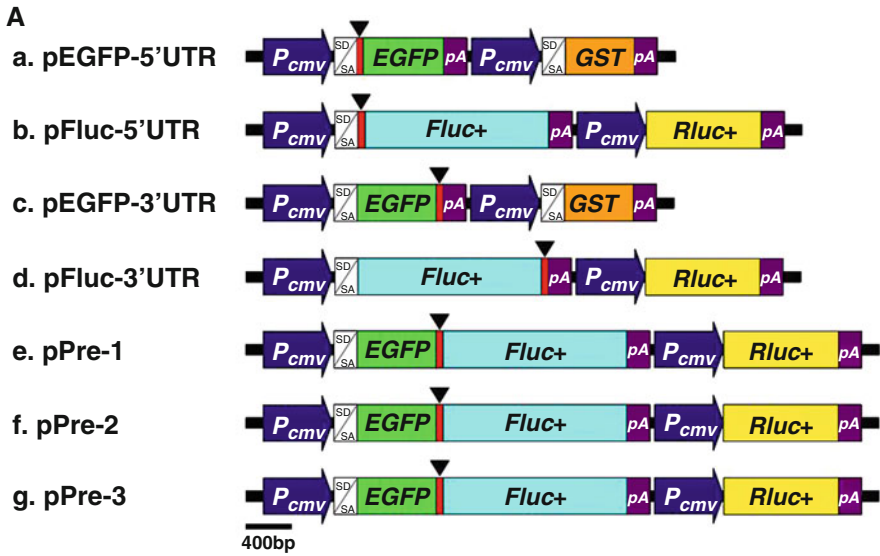 A
a. pEGFP-5'UTR Pcmv SD SA EGFP pA Pcmv SD SA GST pA
b. pFluc-5'UTR Pcmv SD SA Fluc+ pA Pcmv Rluc+ pA
c. pEGFP-3'UTR Pcmv SD SA EGFP pA Pcmv SD SA GST pA
d. pFluc-3'UTR Pcmv SD SA Fluc+ pA Pcmv Rluc+ pA
e. pPre-1 Pcmv SD SA EGFP Fluc+ pA Pcmv Rluc+ pA
f. pPre-2 Pcmv SD SA EGFP Fluc+ pA Pcmv Rluc+ pA
g. pPre-3 Pcmv SD SA EGFP Fluc+ pA Pcmv Rluc+ pA
400bp